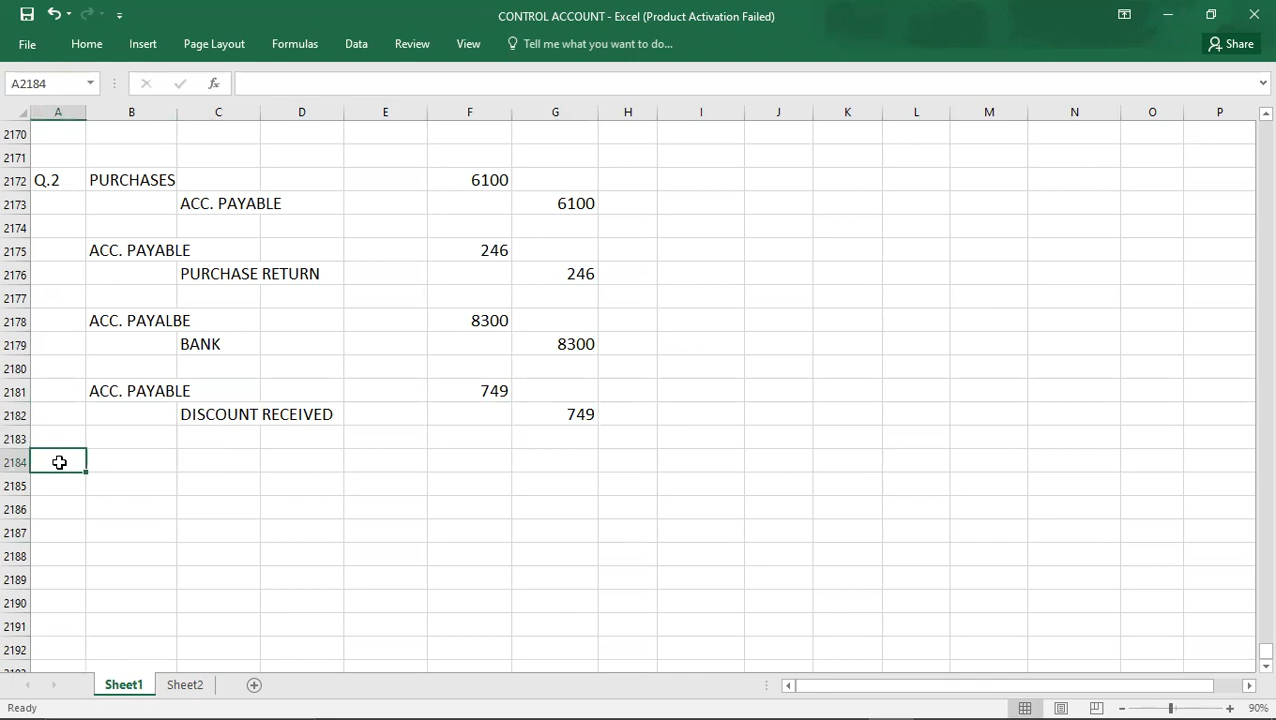 CONTROL ACCOUNT - Excel (Product Activation Failed)
File Home Insert Page Layout Formulas Data Review View Tell me what you want to do... Share
A2184 fx
A B C D E F G H I J K L M N O P
2170
2171
2172 Q.2 PURCHASES 6100
2173 ACC. PAYABLE 6100
2174
2175 ACC. PAYABLE 246
2176 PURCHASE RETURN 246
2177
2178 ACC. PAYALBE 8300
2179 BANK 8300
2180
2181 ACC. PAYABLE 749
2182 DISCOUNT RECEIVED 749
2183
2184
2185
2186
2187
2188
2189
2190
2191
2192
2193
Sheet1 Sheet2
Ready 90%